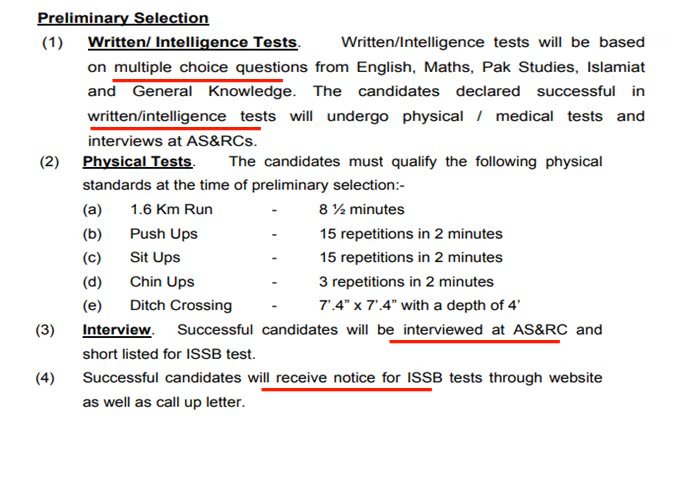 Preliminary Selection
(1) Written/ Intelligence Tests. Written/Intelligence tests will be based
on multiple choice questions from English, Maths, Pak Studies, Islamiat
and General Knowledge. The candidates declared successful in
written/intelligence tests will undergo physical / medical tests and
interviews at AS&RCs.
(2) Physical Tests. The candidates must qualify the following physical
standards at the time of preliminary selection:-
(a) 1.6 Km Run - 8 ½ minutes
(b) Push Ups - 15 repetitions in 2 minutes
(c) Sit Ups - 15 repetitions in 2 minutes
(d) Chin Ups - 3 repetitions in 2 minutes
(e) Ditch Crossing - 7’.4” x 7’.4” with a depth of 4’
(3) Interview. Successful candidates will be interviewed at AS&RC and
short listed for ISSB test.
(4) Successful candidates will receive notice for ISSB tests through website
as well as call up letter.